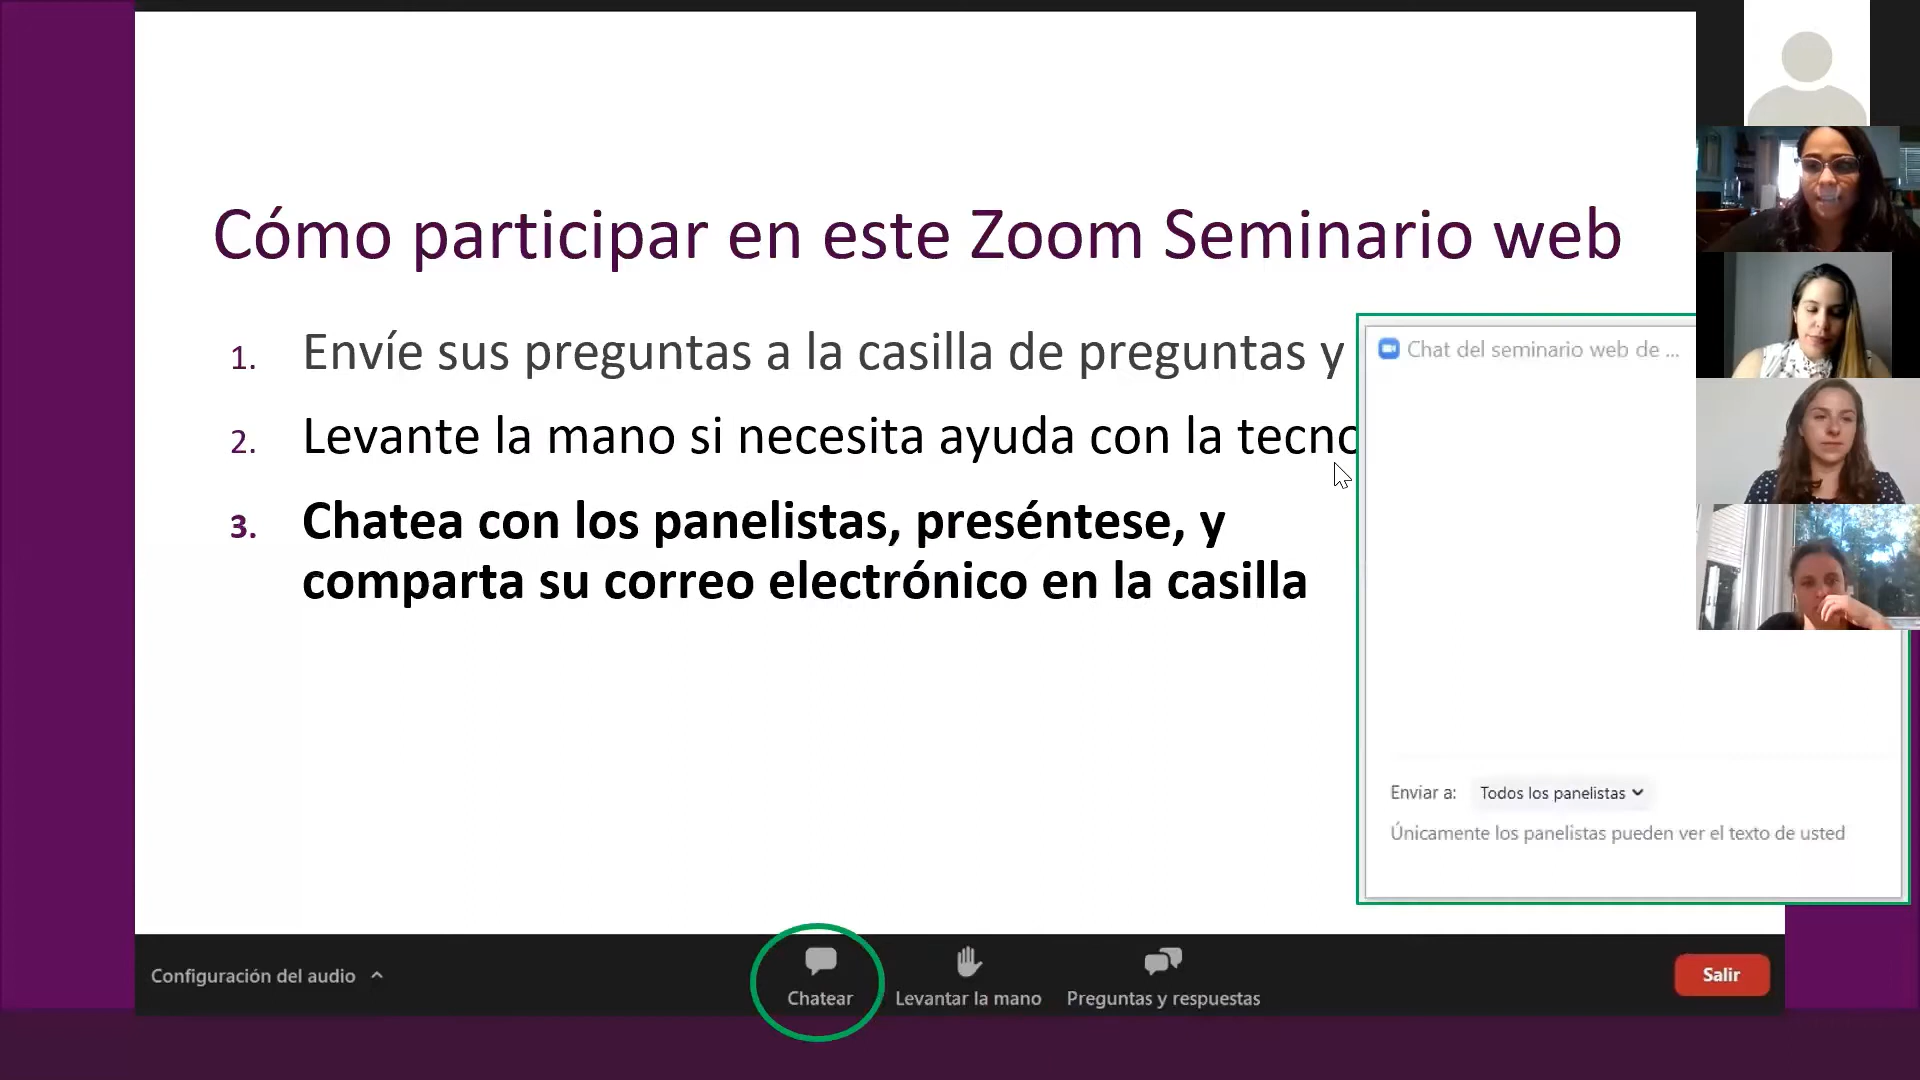 Cómo participar en este Zoom Seminario web
1. Envíe sus preguntas a la casilla de preguntas y
2. Levante la mano si necesita ayuda con la tecno
3. Chatea con los panelistas, preséntese, y
comparta su correo electrónico en la casilla
Chat del seminario web de ...
Enviar a: Todos los panelistas
Únicamente los panelistas pueden ver el texto de usted
Configuración del audio
Chatear
Levantar la mano
Preguntas y respuestas
Salir